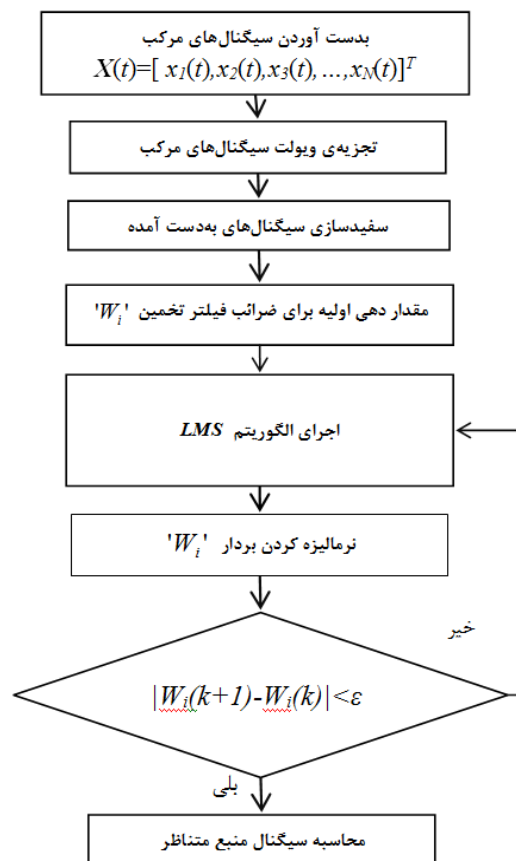 بدست آوردن سیگنال‌های مرکب
X(t)=[ x1(t),x2(t),x3(t),...,xN(t)]T
تجزیه‌ی ویولت سیگنال‌های مرکب
سفیدسازی سیگنال‌های به‌دست آمده
مقدار دهی اولیه برای ضرائب فیلتر تخمین 'Wi'
اجرای الگوریتم LMS
نرمالیزه کردن بردار 'Wi'
خیر
|Wi(k+1)-Wi(k)|<ε
بلی
محاسبه سیگنال منبع متناظر